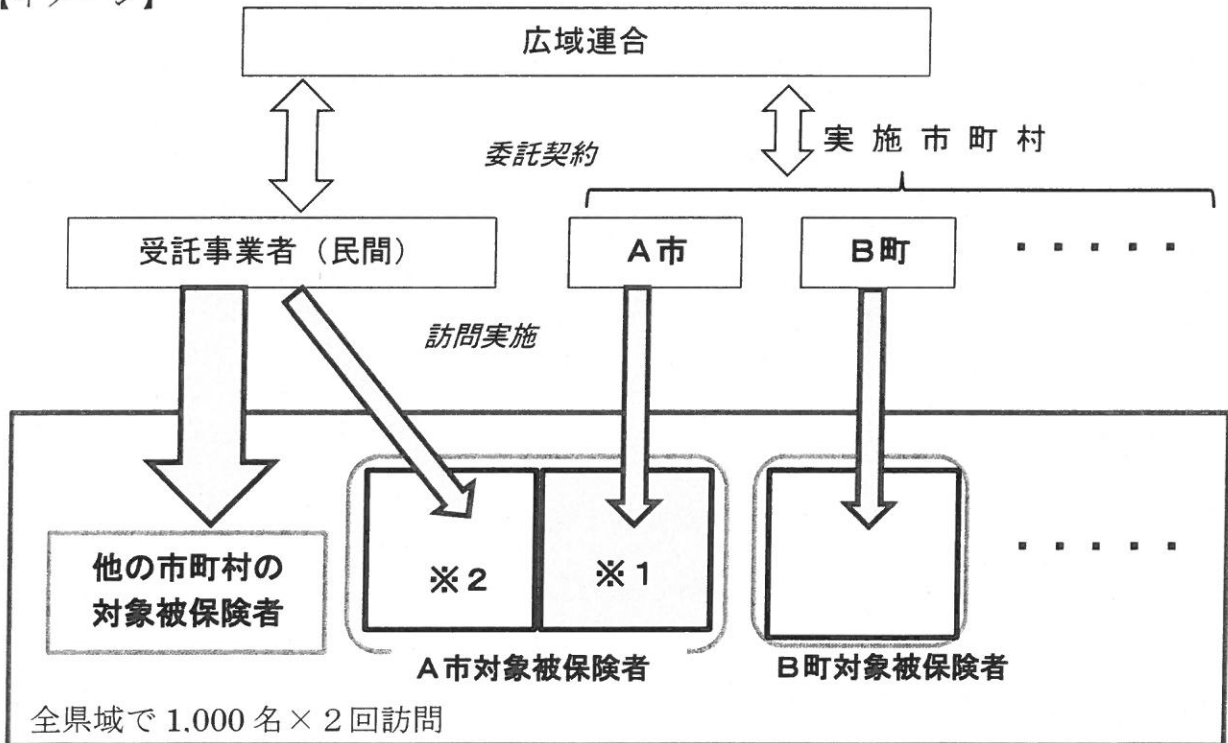 広域連合
委託契約
実 施 市 町 村
受託事業者（民間）
A市
B町
・・・・・
訪問実施
他の市町村の
対象被保険者
※2
※1
・・・・・
A市対象被保険者
B町対象被保険者
全県域で 1,000 名× 2 回訪問